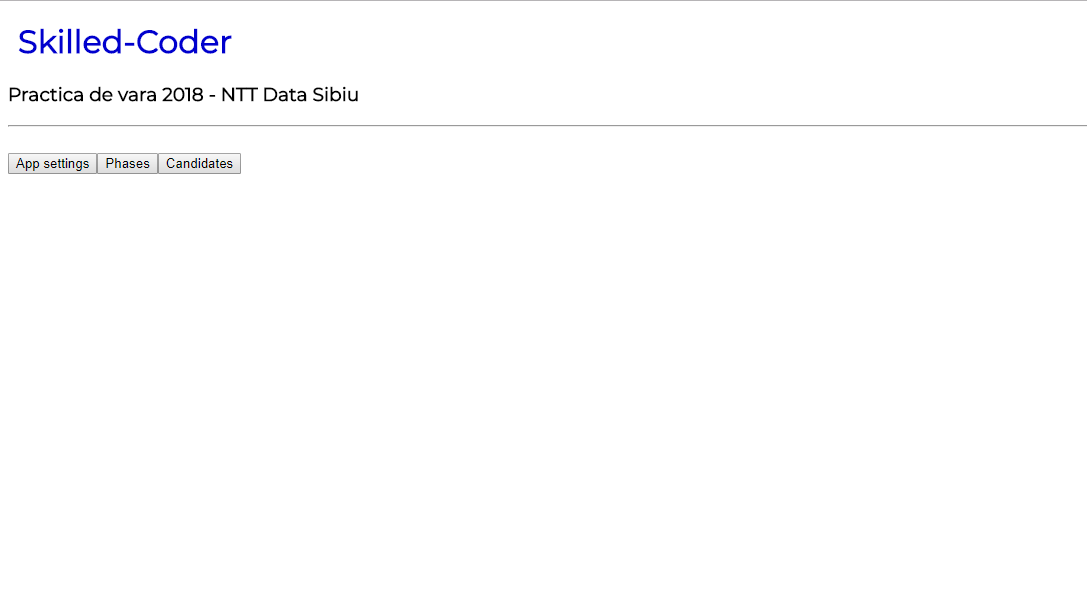 Skilled-Coder
Practica de vara 2018 - NTT Data Sibiu
App settings Phases Candidates